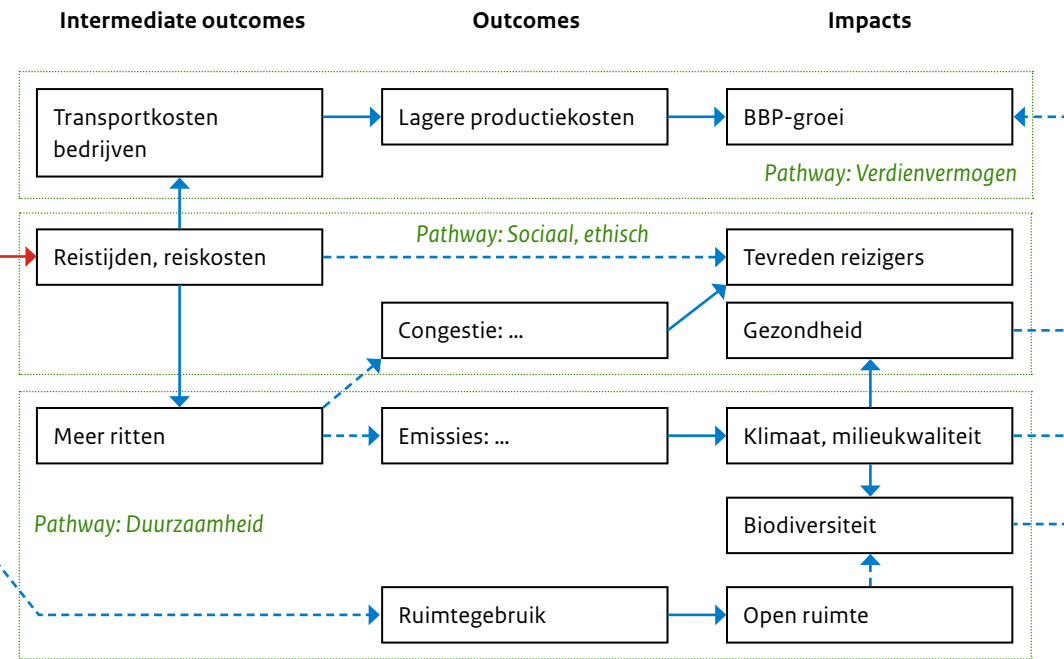 Intermediate outcomes
Outcomes
Impacts
Transportkosten
bedrijven
Lagere productiekosten
BBP-groei
Pathway: Verdienvermogen
Reistijden, reiskosten
Pathway: Sociaal, ethisch
Tevreden reizigers
Congestie: ...
Gezondheid
Meer ritten
Emissies: ...
Klimaat, milieukwaliteit
Pathway: Duurzaamheid
Biodiversiteit
Ruimtegebruik
Open ruimte